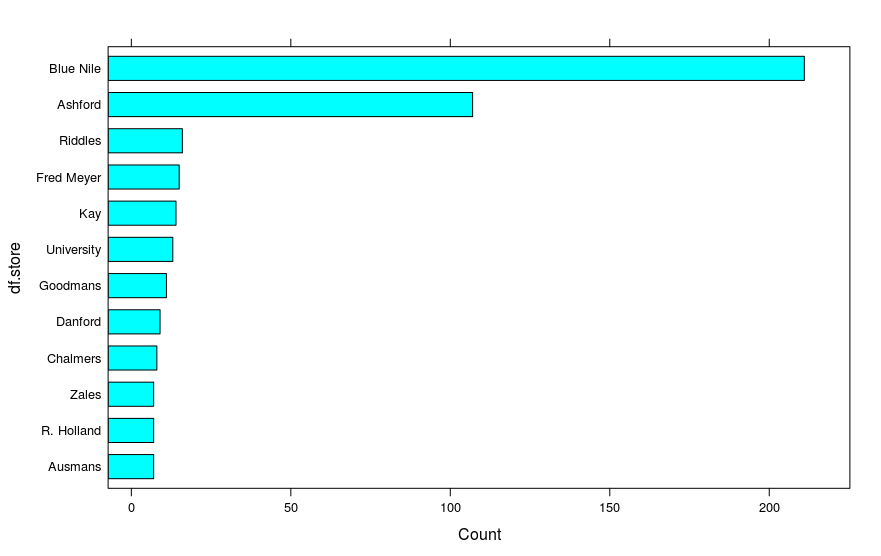 Blue Nile
Ashford
Riddles
Fred Meyer
Kay
University
Goodmans
Danford
Chalmers
Zales
R. Holland
Ausmans
df.store
0 50 100 150 200
Count